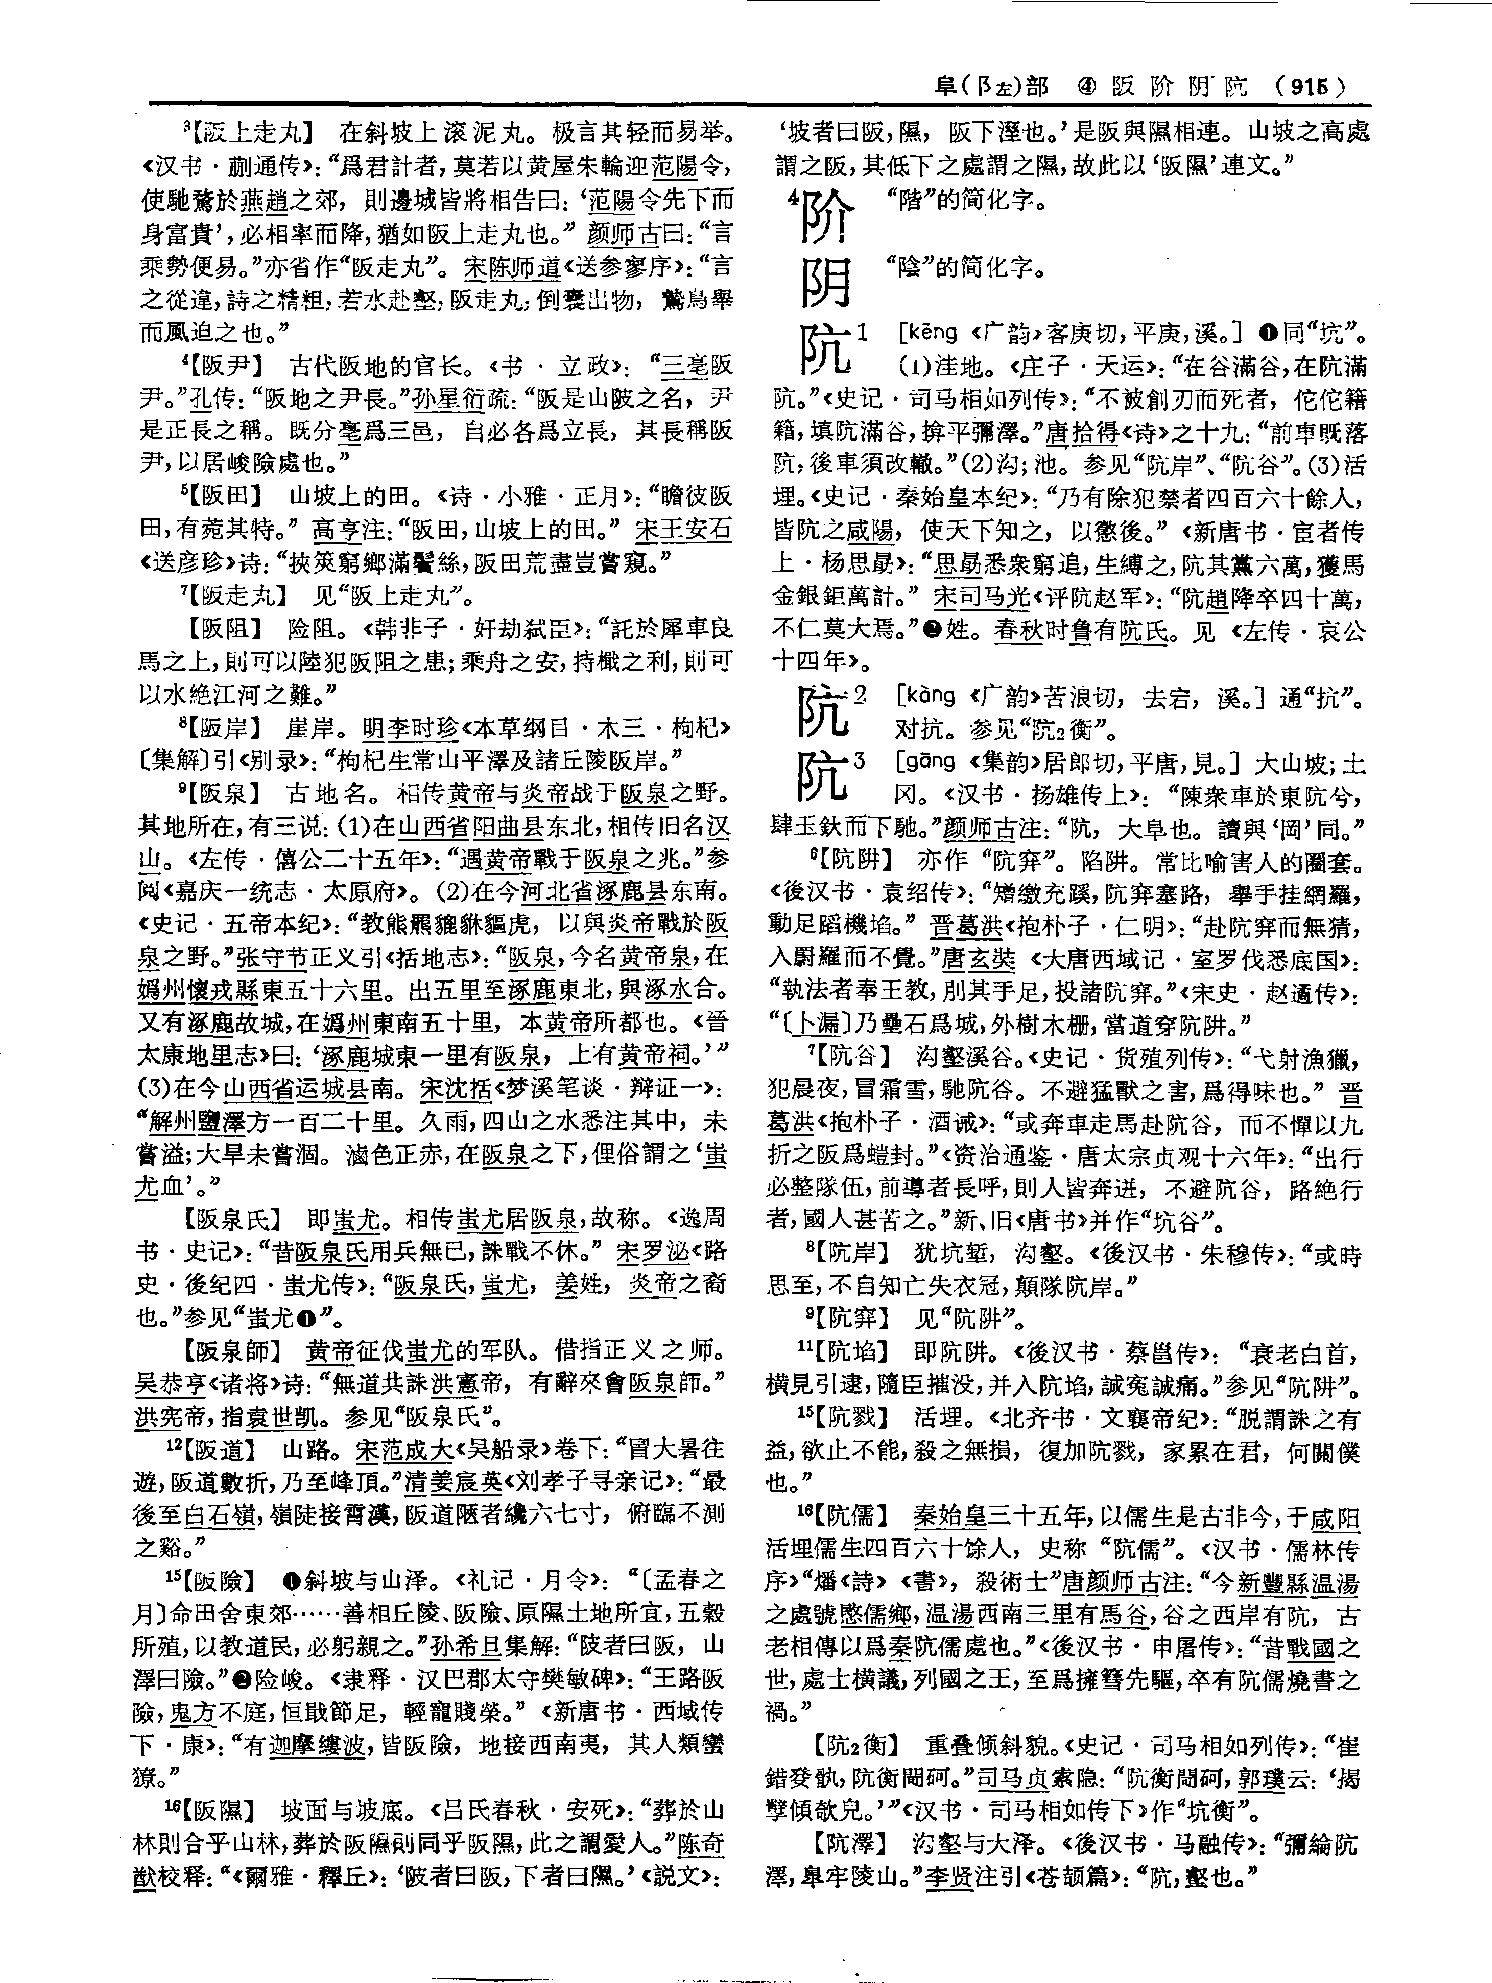 阜(阝左)部 ④ 阪 阶 阴 阬 (915)
³【阪上走丸】 在斜坡上滚泥丸。极言其轻而易举。
《汉书·蒯通传》:“爲君計者,莫若以黄屋朱輪迎范陽令,
使馳騖於燕趙之郊,則邊城皆將相告曰:‘范陽令先下而
身富貴’,必相率而降,猶如阪上走丸也。”颜师古曰:“言
乘勢便易。”亦省作“阪走丸”。宋陈师道《送参寥序》:“言
之從違,詩之精粗,若水赴壑,阪走丸,倒囊出物,鷙鳥舉
而風迫之也。”
⁴【阪尹】 古代阪地的官长。《书·立政》:“三亳阪
尹。”孔传:“阪地之尹長。”孙星衍疏:“阪是山陂之名,尹
是正長之稱。既分亳爲三邑,自必各爲立長,其長稱阪
尹,以居峻險處也。”
⁵【阪田】 山坡上的田。《诗·小雅·正月》:“瞻彼阪
田,有菀其特。”高亨注:“阪田,山坡上的田。”宋王安石
《送彦珍》诗:“挾筴窮鄉滿鬢絲,阪田荒盡豈嘗窺。”
⁷【阪走丸】 见“阪上走丸”。
【阪阻】 险阻。《韩非子·奸劫弑臣》:“託於犀車良
馬之上,則可以陸犯阪阻之患;乘舟之安,持檝之利,則可
以水絶江河之難。”
⁸【阪岸】 崖岸。明李时珍《本草纲目·木三·枸杞》
〔集解〕引《别录》:“枸杞生常山平澤及諸丘陵阪岸。”
⁹【阪泉】 古地名。相传黄帝与炎帝战于阪泉之野。
其地所在,有三说:(1)在山西省阳曲县东北,相传旧名汉
山。《左传·僖公二十五年》:“遇黄帝戰于阪泉之兆。”参
阅《嘉庆一统志·太原府》。(2)在今河北省涿鹿县东南。
《史记·五帝本纪》:“教熊羆貔貅貙虎,以與炎帝戰於阪
泉之野。”张守节正义引《括地志》:“阪泉,今名黄帝泉,在
嬀州懷戎縣東五十六里。出五里至涿鹿東北,與涿水合。
又有涿鹿故城,在嬀州東南五十里,本黄帝所都也。《晉
太康地里志》曰:‘涿鹿城東一里有阪泉,上有黄帝祠。’”
(3)在今山西省运城县南。宋沈括《梦溪笔谈·辩证一》:
“解州鹽澤方一百二十里。久雨,四山之水悉注其中,未
嘗溢;大旱未嘗涸。滷色正赤,在阪泉之下,俚俗謂之‘蚩
尤血’。”
【阪泉氏】 即蚩尤。相传蚩尤居阪泉,故称。《逸周
书·史记》:“昔阪泉氏用兵無已,誅戰不休。”宋罗泌《路
史·後纪四·蚩尤传》:“阪泉氏,蚩尤,姜姓,炎帝之裔
也。”参见“蚩尤❶”。
【阪泉師】 黄帝征伐蚩尤的军队。借指正义之师。
吴恭亨《诸将》诗:“無道共誅洪憲帝,有辭來會阪泉師。”
洪宪帝,指袁世凯。参见“阪泉氏”。
¹²【阪道】 山路。宋范成大《吴船录》卷下:“冒大暑往
遊,阪道數折,乃至峰頂。”清姜宸英《刘孝子寻亲记》:“最
後至白石嶺,嶺陡接霄漢,阪道陿者纔六七寸,俯臨不測
之谿。”
¹⁵【阪險】 ❶斜坡与山泽。《礼记·月令》:“〔孟春之
月〕命田舍東郊……善相丘陵、阪險、原隰土地所宜,五穀
所殖,以教道民,必躬親之。”孙希旦集解:“陂者曰阪,山
澤曰險。”❷险峻。《隶释·汉巴郡太守樊敏碑》:“王路阪
險,鬼方不庭,恒戢節足,輕寵賤榮。”《新唐书·西域传
下·康》:“有迦摩縷波,皆阪險,地接西南夷,其人類蠻
獠。”
¹⁶【阪隰】 坡面与坡底。《吕氏春秋·安死》:“葬於山
林則合乎山林,葬於阪隰則同乎阪隰,此之謂愛人。”陈奇
猷校释:“《爾雅·釋丘》:‘陂者曰阪,下者曰隰。’《説文》:
‘坡者曰阪,隰,阪下溼也。’是阪與隰相連。山坡之高處
謂之阪,其低下之處謂之隰,故此以‘阪隰’連文。”
⁴阶 “階”的简化字。
阴 “陰”的简化字。
阬1 [kēng《广韵》客庚切,平庚,溪。]❶同“坑”。
(1)洼地。《庄子·天运》:“在谷滿谷,在阬滿
阬。”《史记·司马相如列传》:“不被創刃而死者,佗佗籍
籍,填阬滿谷,揜平彌澤。”唐拾得《诗》之十九:“前車既落
阬,後車須改轍。”(2)沟;池。参见“阬岸”、“阬谷”。(3)活
埋。《史记·秦始皇本纪》:“乃有除犯禁者四百六十餘人,
皆阬之咸陽,使天下知之,以懲後。”《新唐书·宦者传
上·杨思勗》:“思勗悉衆窮追,生縛之,阬其黨六萬,獲馬
金銀鉅萬計。”宋司马光《评阬赵军》:“阬趙降卒四十萬,
不仁莫大焉。”❷姓。春秋时鲁有阬氏。见《左传·哀公
十四年》。
阬2 [kàng《广韵》苦浪切,去宕,溪。]通“抗”。
对抗。参见“阬₂衡”。
阬3 [gāng《集韵》居郎切,平唐,見。]大山坡;土
冈。《汉书·扬雄传上》:“陳衆車於東阬兮,
肆玉釱而下馳。”颜师古注:“阬,大阜也。讀與‘岡’同。”
⁶【阬阱】 亦作“阬穽”。陷阱。常比喻害人的圈套。
《後汉书·袁绍传》:“矰缴充蹊,阬穽塞路,舉手挂網羅,
動足蹈機埳。”晋葛洪《抱朴子·仁明》:“赴阬穽而無猜,
入罻羅而不覺。”唐玄奘《大唐西域记·室罗伐悉底国》:
“執法者奉王教,刖其手足,投諸阬穽。”《宋史·赵遹传》:
“〔卜漏〕乃壘石爲城,外樹木栅,當道穿阬阱。”
⁷【阬谷】 沟壑溪谷。《史记·货殖列传》:“弋射漁獵,
犯晨夜,冒霜雪,馳阬谷。不避猛獸之害,爲得味也。”晋
葛洪《抱朴子·酒诫》:“或奔車走馬赴阬谷,而不憚以九
折之阪爲螘封。”《资治通鉴·唐太宗贞观十六年》:“出行
必整隊伍,前導者長呼,則人皆奔迸,不避阬谷,路絶行
者,國人甚苦之。”新、旧《唐书》并作“坑谷”。
⁸【阬岸】 犹坑堑,沟壑。《後汉书·朱穆传》:“或時
思至,不自知亡失衣冠,顛隊阬岸。”
⁹【阬穽】 见“阬阱”。
¹¹【阬埳】 即阬阱。《後汉书·蔡邕传》:“衰老白首,
横見引逮,隨臣摧没,并入阬埳,誠寃誠痛。”参见“阬阱”。
¹⁵【阬戮】 活埋。《北齐书·文襄帝纪》:“脱謂誅之有
益,欲止不能,殺之無損,復加阬戮,家累在君,何關僕
也。”
¹⁶【阬儒】 秦始皇三十五年,以儒生是古非今,于咸阳
活埋儒生四百六十馀人,史称“阬儒”。《汉书·儒林传
序》“燔《詩》《書》,殺術士”唐颜师古注:“今新豐縣温湯
之處號愍儒鄉,温湯西南三里有馬谷,谷之西岸有阬,古
老相傳以爲秦阬儒處也。”《後汉书·申屠传》:“昔戰國之
世,處士横議,列國之王,至爲擁篲先驅,卒有阬儒燒書之
禍。”
【阬₂衡】 重叠倾斜貌。《史记·司马相如列传》:“崔
錯癹骫,阬衡閜砢。”司马贞索隐:“阬衡閜砢,郭璞云:‘揭
孼傾欹皃。’”《汉书·司马相如传下》作“坑衡”。
【阬澤】 沟壑与大泽。《後汉书·马融传》:“彌綸阬
澤,皋牢陵山。”李贤注引《苍颉篇》:“阬,壑也。”